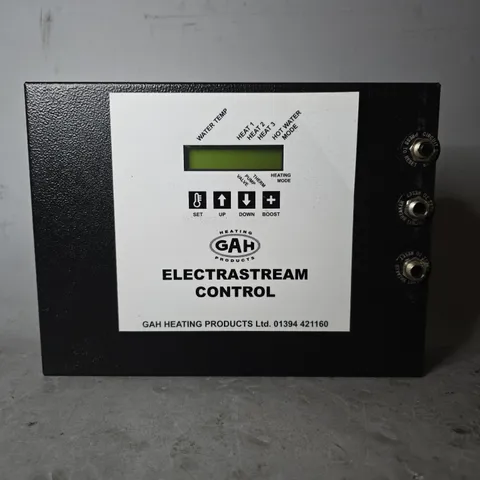 WATER TEMP
HEAT 1
HEAT 2
HEAT 3
HOT WATER
MODE
VALVE
PUMP
THERM
HEATING
MODE
SET UP DOWN BOOST
HEATING
GAH
PRODUCTS
ELECTRASTREAM
CONTROL
GAH HEATING PRODUCTS Ltd. 01394 421160